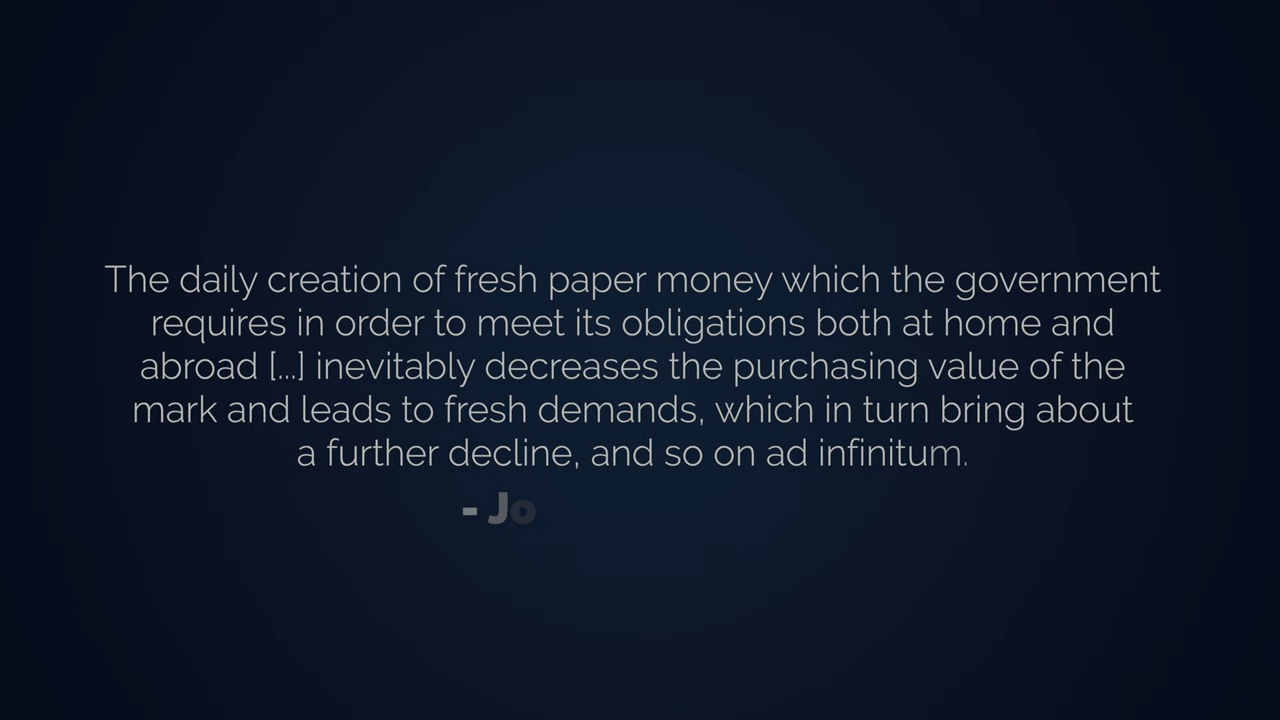 The daily creation of fresh paper money which the government
requires in order to meet its obligations both at home and
abroad [...] inevitably decreases the purchasing value of the
mark and leads to fresh demands, which in turn bring about
a further decline, and so on ad infinitum.
- Jo